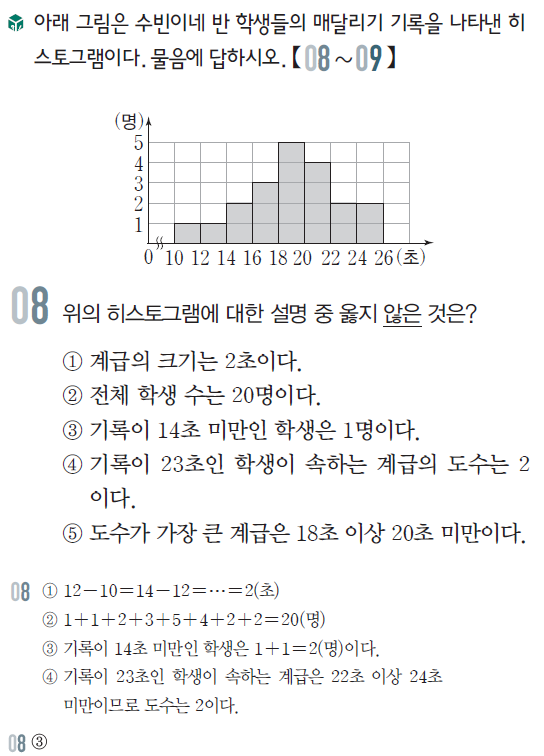 아래 그림은 수빈이네 반 학생들의 매달리기 기록을 나타낸 히
스토그램이다. 물음에 답하시오.【08~09】
(명)
5
4
3
2
1
0 10 12 14 16 18 20 22 24 26(초)
08 위의 히스토그램에 대한 설명 중 옳지 않은 것은?
① 계급의 크기는 2초이다.
② 전체 학생 수는 20명이다.
③ 기록이 14초 미만인 학생은 1명이다.
④ 기록이 23초인 학생이 속하는 계급의 도수는 2
이다.
⑤ 도수가 가장 큰 계급은 18초 이상 20초 미만이다.
08 ① 12-10=14-12=…=2(초)
② 1+1+2+3+5+4+2+2=20(명)
③ 기록이 14초 미만인 학생은 1+1=2(명)이다.
④ 기록이 23초인 학생이 속하는 계급은 22초 이상 24초
미만이므로 도수는 2이다.
08 ③